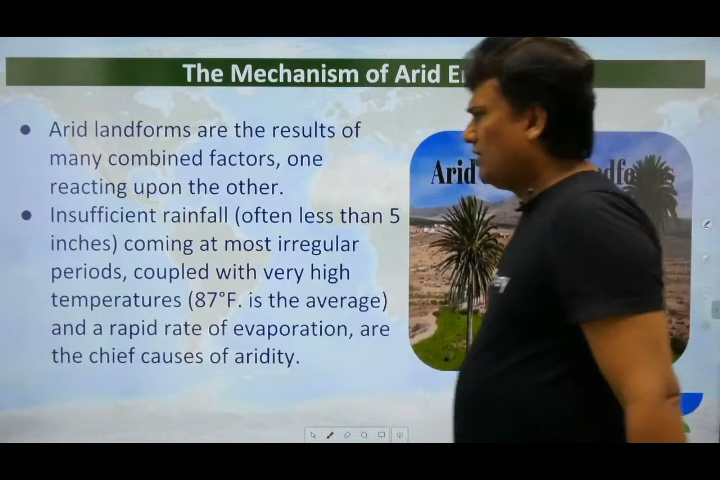 The Mechanism of Arid
● Arid landforms are the results of
many combined factors, one
reacting upon the other.
● Insufficient rainfall (often less than 5
inches) coming at most irregular
periods, coupled with very high
temperatures (87°F. is the average)
and a rapid rate of evaporation, are
the chief causes of aridity.
Arid